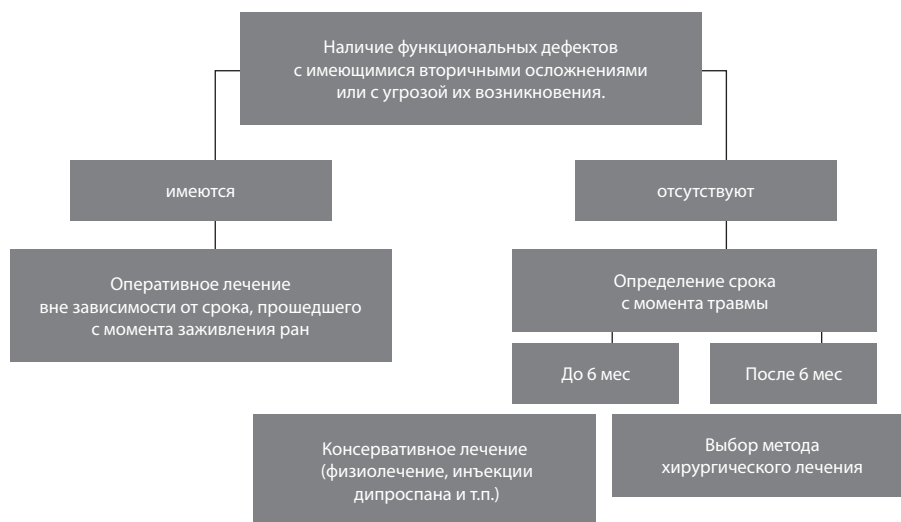 Наличие функциональных дефектов
с имеющимися вторичными осложнениями
или с угрозой их возникновения.
имеются
отсутствуют
Оперативное лечение
вне зависимости от срока, прошедшего
с момента заживления ран
Определение срока
с момента травмы
До 6 мес
После 6 мес
Консервативное лечение
(физиолечение, инъекции
дипроспана и т.п.)
Выбор метода
хирургического лечения